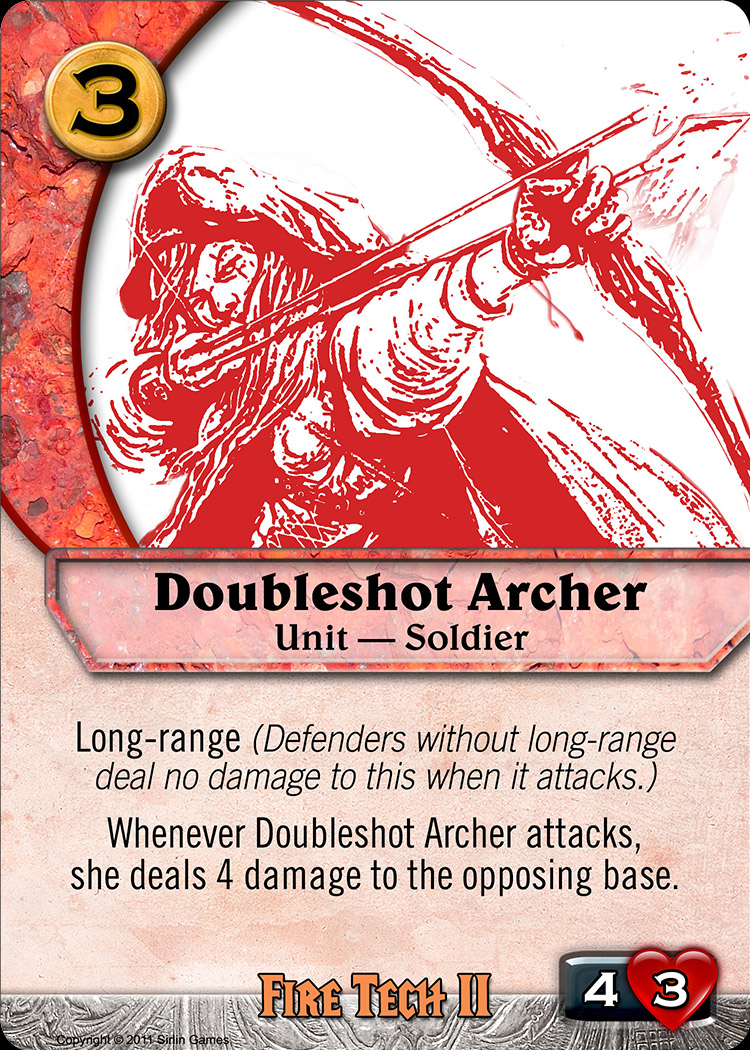 3
Doubleshot Archer
Unit — Soldier
Long-range (Defenders without long-range
deal no damage to this when it attacks.)
Whenever Doubleshot Archer attacks,
she deals 4 damage to the opposing base.
Fire Tech II
4 3
Copyright © 2011 Sirlin Games